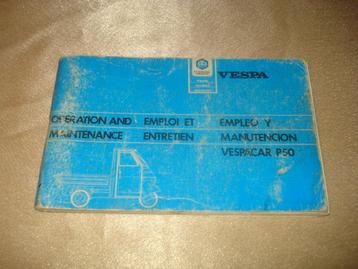 VESPA
OPERATION AND
MAINTENANCE
EMPLOI ET
ENTRETIEN
EMPLEO Y
MANUTENCION
VESPACAR P50